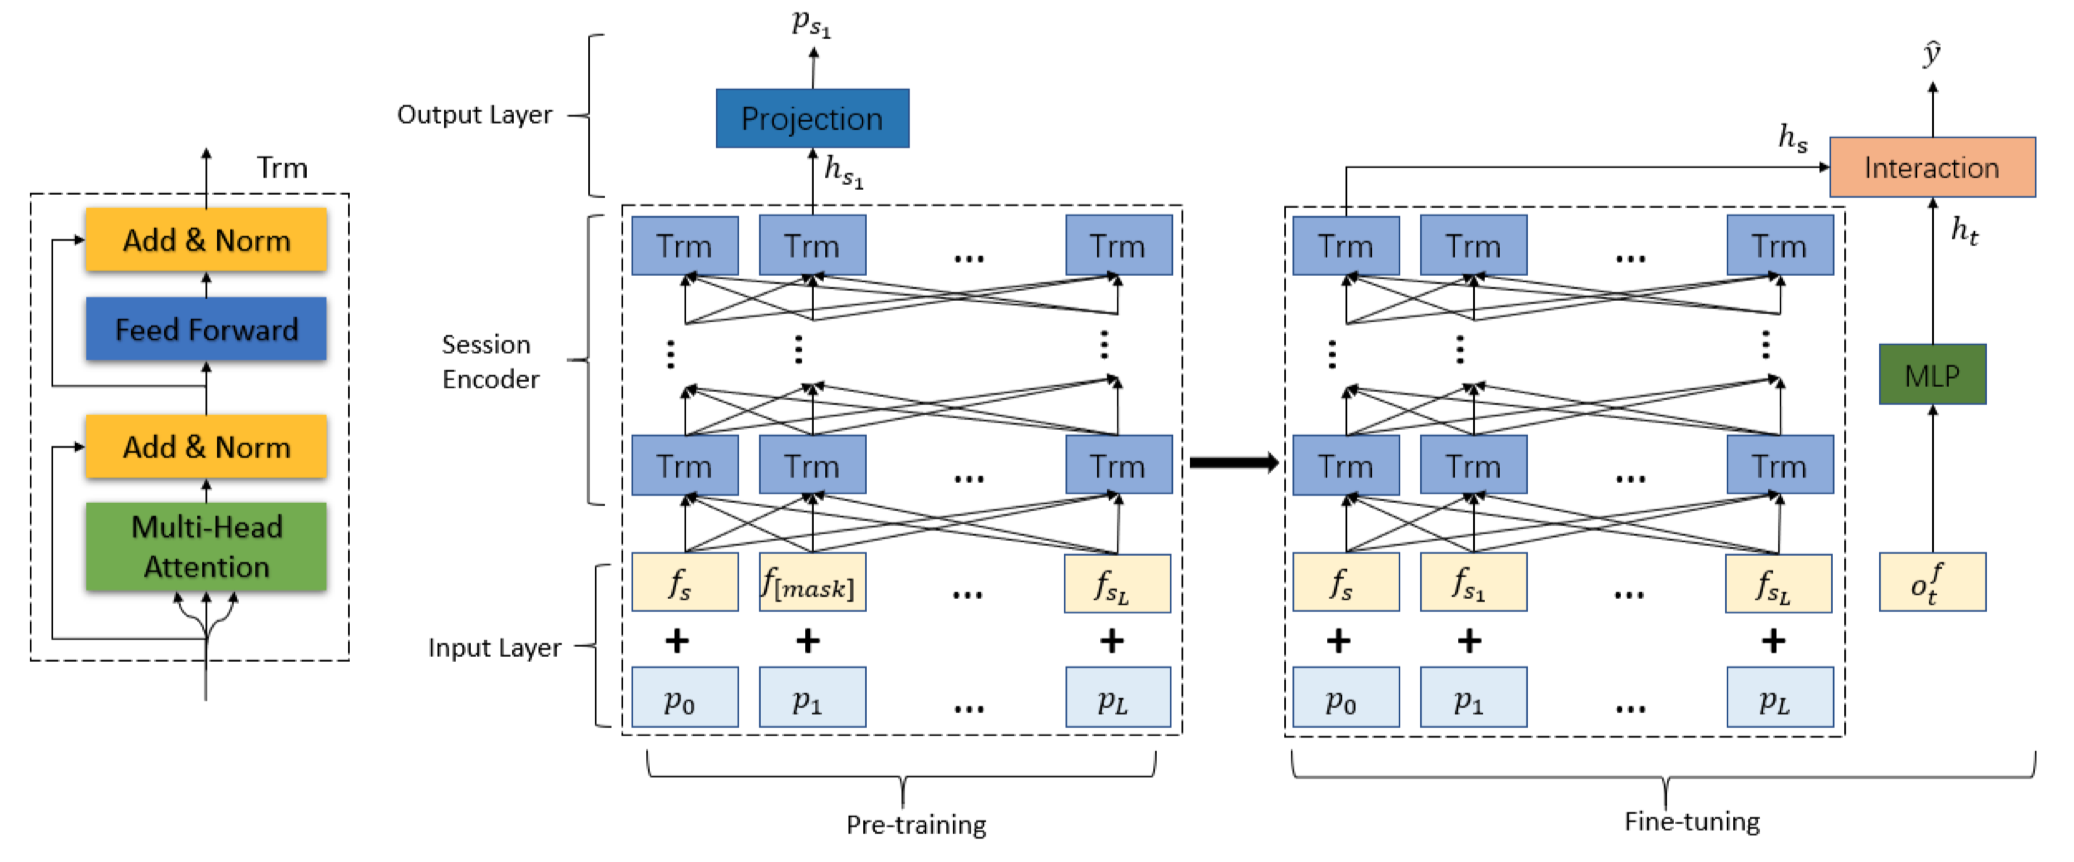 Trm
Add & Norm
Feed Forward
Add & Norm
Multi-Head
Attention
Output Layer
Session
Encoder
Input Layer
p_{s_1}
Projection
h_{s_1}
Trm Trm ... Trm
Trm Trm ... Trm
f_s f_{[mask]} ... f_{s_L}
+ + +
p_0 p_1 ... p_L
Pre-training
ŷ
h_s
Interaction
h_t
Trm Trm ... Trm
MLP
Trm Trm ... Trm
f_s f_{s_1} ... f_{s_L} o_t^f
+ + +
p_0 p_1 ... p_L
Fine-tuning